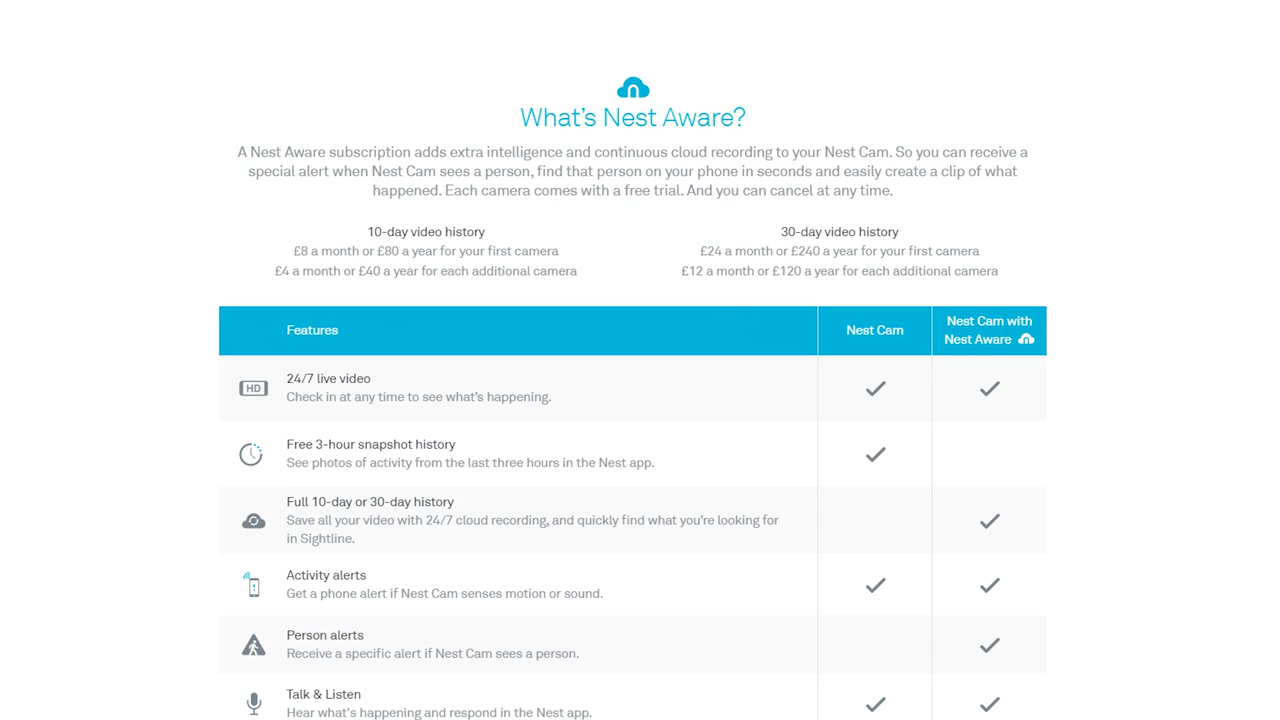 What's Nest Aware?
A Nest Aware subscription adds extra intelligence and continuous cloud recording to your Nest Cam. So you can receive a
special alert when Nest Cam sees a person, find that person on your phone in seconds and easily create a clip of what
happened. Each camera comes with a free trial. And you can cancel at any time.
10-day video history
£8 a month or £80 a year for your first camera
£4 a month or £40 a year for each additional camera
30-day video history
£24 a month or £240 a year for your first camera
£12 a month or £120 a year for each additional camera
Features
Nest Cam
Nest Cam with
Nest Aware
HD
24/7 live video
Check in at any time to see what's happening.
Free 3-hour snapshot history
See photos of activity from the last three hours in the Nest app.
Full 10-day or 30-day history
Save all your video with 24/7 cloud recording, and quickly find what you're looking for
in Sightline.
Activity alerts
Get a phone alert if Nest Cam senses motion or sound.
Person alerts
Receive a specific alert if Nest Cam sees a person.
Talk & Listen
Hear what's happening and respond in the Nest app.